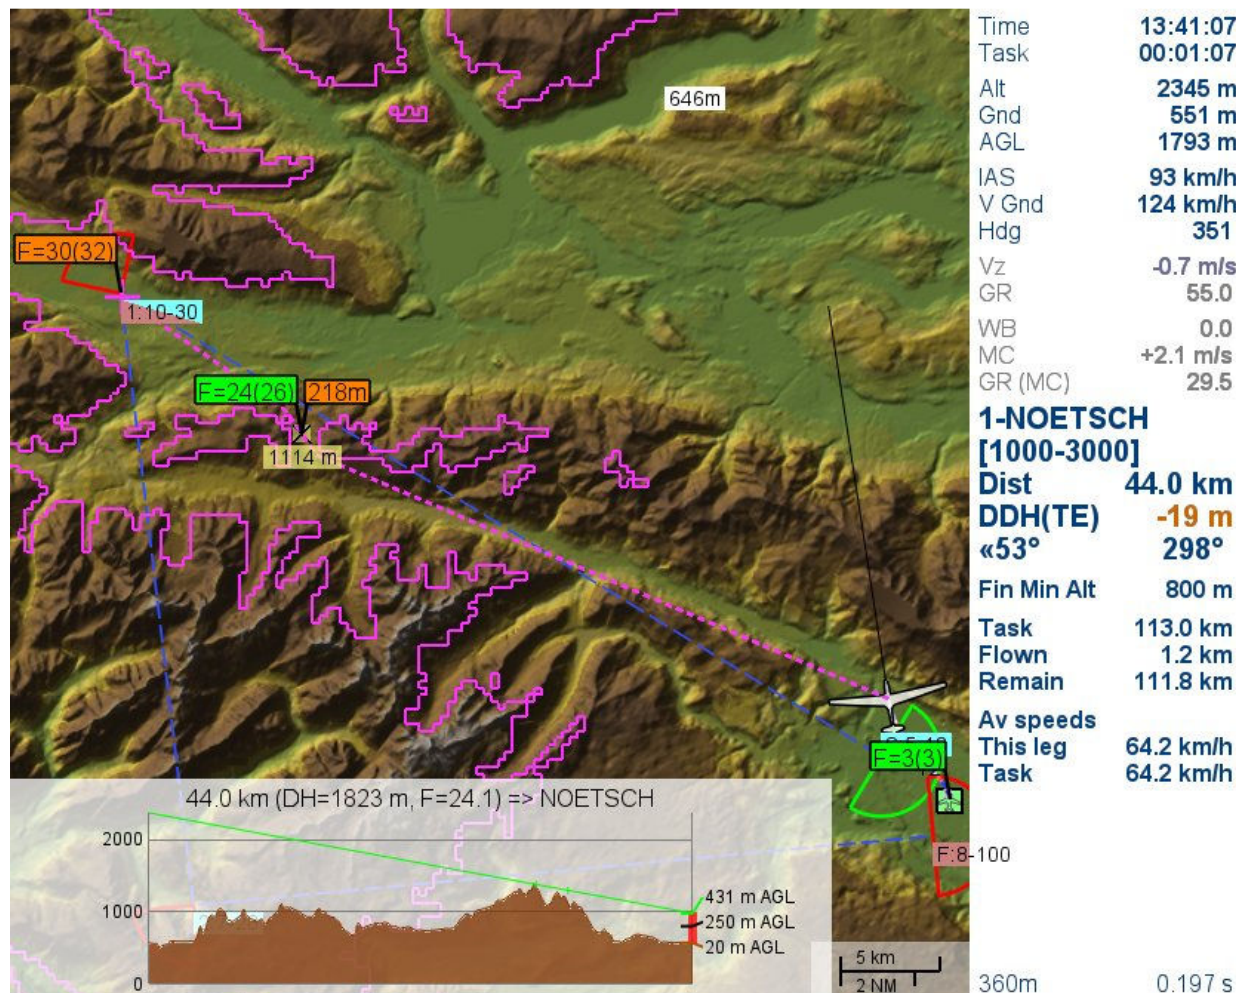 646m
F=30(32)
1:10-30
F=24(26) 218m
1114 m
F=3(3)
F:8-100
44.0 km (DH=1823 m, F=24.1) => NOETSCH
2000
1000
0
431 m AGL
250 m AGL
20 m AGL
5 km
2 NM
Time 13:41:07
Task 00:01:07
Alt 2345 m
Gnd 551 m
AGL 1793 m
IAS 93 km/h
V Gnd 124 km/h
Hdg 351
Vz -0.7 m/s
GR 55.0
WB 0.0
MC +2.1 m/s
GR (MC) 29.5
1-NOETSCH
[1000-3000]
Dist 44.0 km
DDH(TE) -19 m
«53° 298°
Fin Min Alt 800 m
Task 113.0 km
Flown 1.2 km
Remain 111.8 km
Av speeds
This leg 64.2 km/h
Task 64.2 km/h
360m 0.197 s